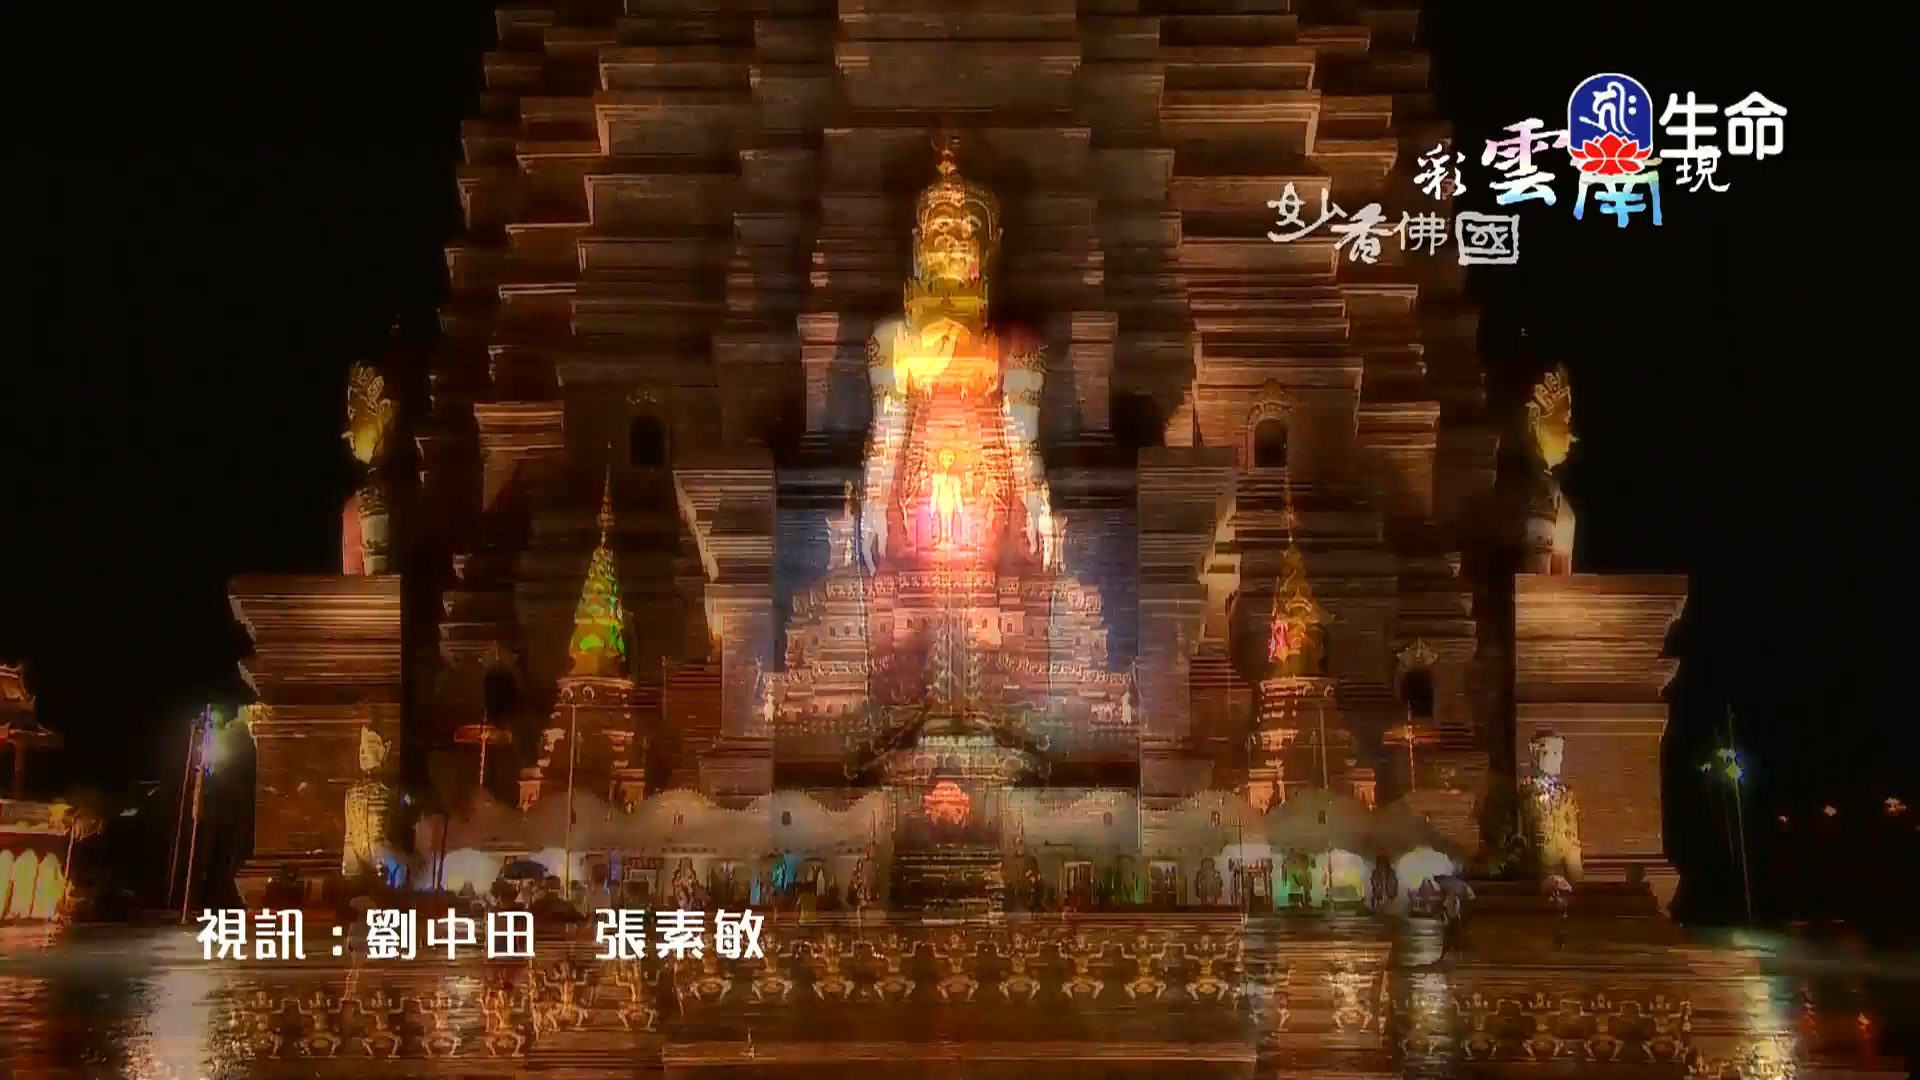 生命
彩雲南現
妙香佛國
視訊：劉中田　張素敏